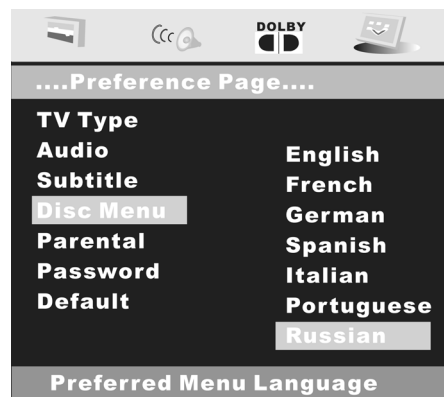 DOLBY
....Preference Page....
TV Type
Audio
Subtitle
Disc Menu
Parental
Password
Default
English
French
German
Spanish
Italian
Portuguese
Russian
Preferred Menu Language